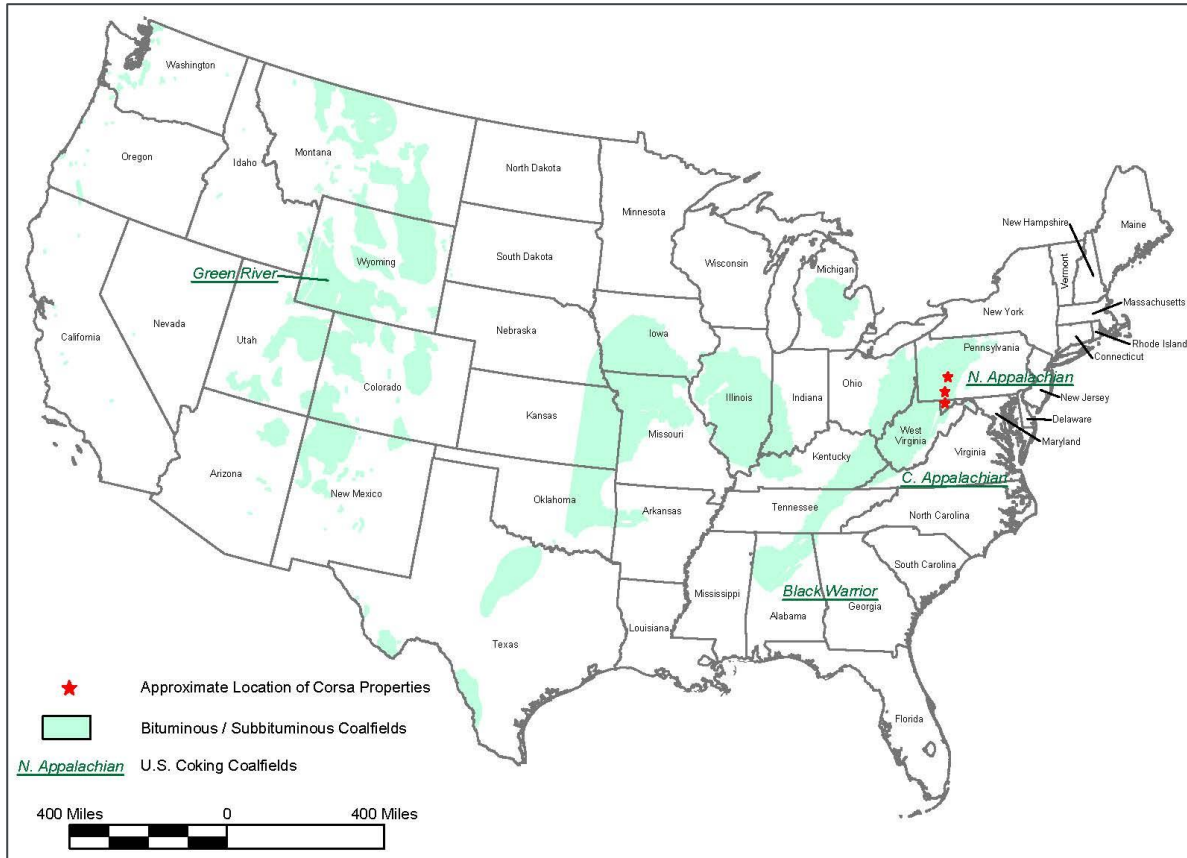 Washington
Oregon
Idaho
Montana
North Dakota
Minnesota
New Hampshire
Maine
Wyoming
Green River
South Dakota
Wisconsin
Michigan
Vermont
New York
Massachusetts
Rhode Island
Connecticut
California
Nevada
Utah
Colorado
Nebraska
Iowa
Illinois
Indiana
Ohio
Pennsylvania
N. Appalachian
New Jersey
Delaware
Maryland
Kansas
Missouri
Kentucky
West
Virginia
Virginia
C. Appalachian
Arizona
New Mexico
Oklahoma
Arkansas
Tennessee
North Carolina
South Carolina
Black Warrior
Texas
Louisiana
Mississippi
Alabama
Georgia
Florida
Approximate Location of Corsa Properties
Bituminous / Subbituminous Coalfields
N. Appalachian U.S. Coking Coalfields
400 Miles 0 400 Miles